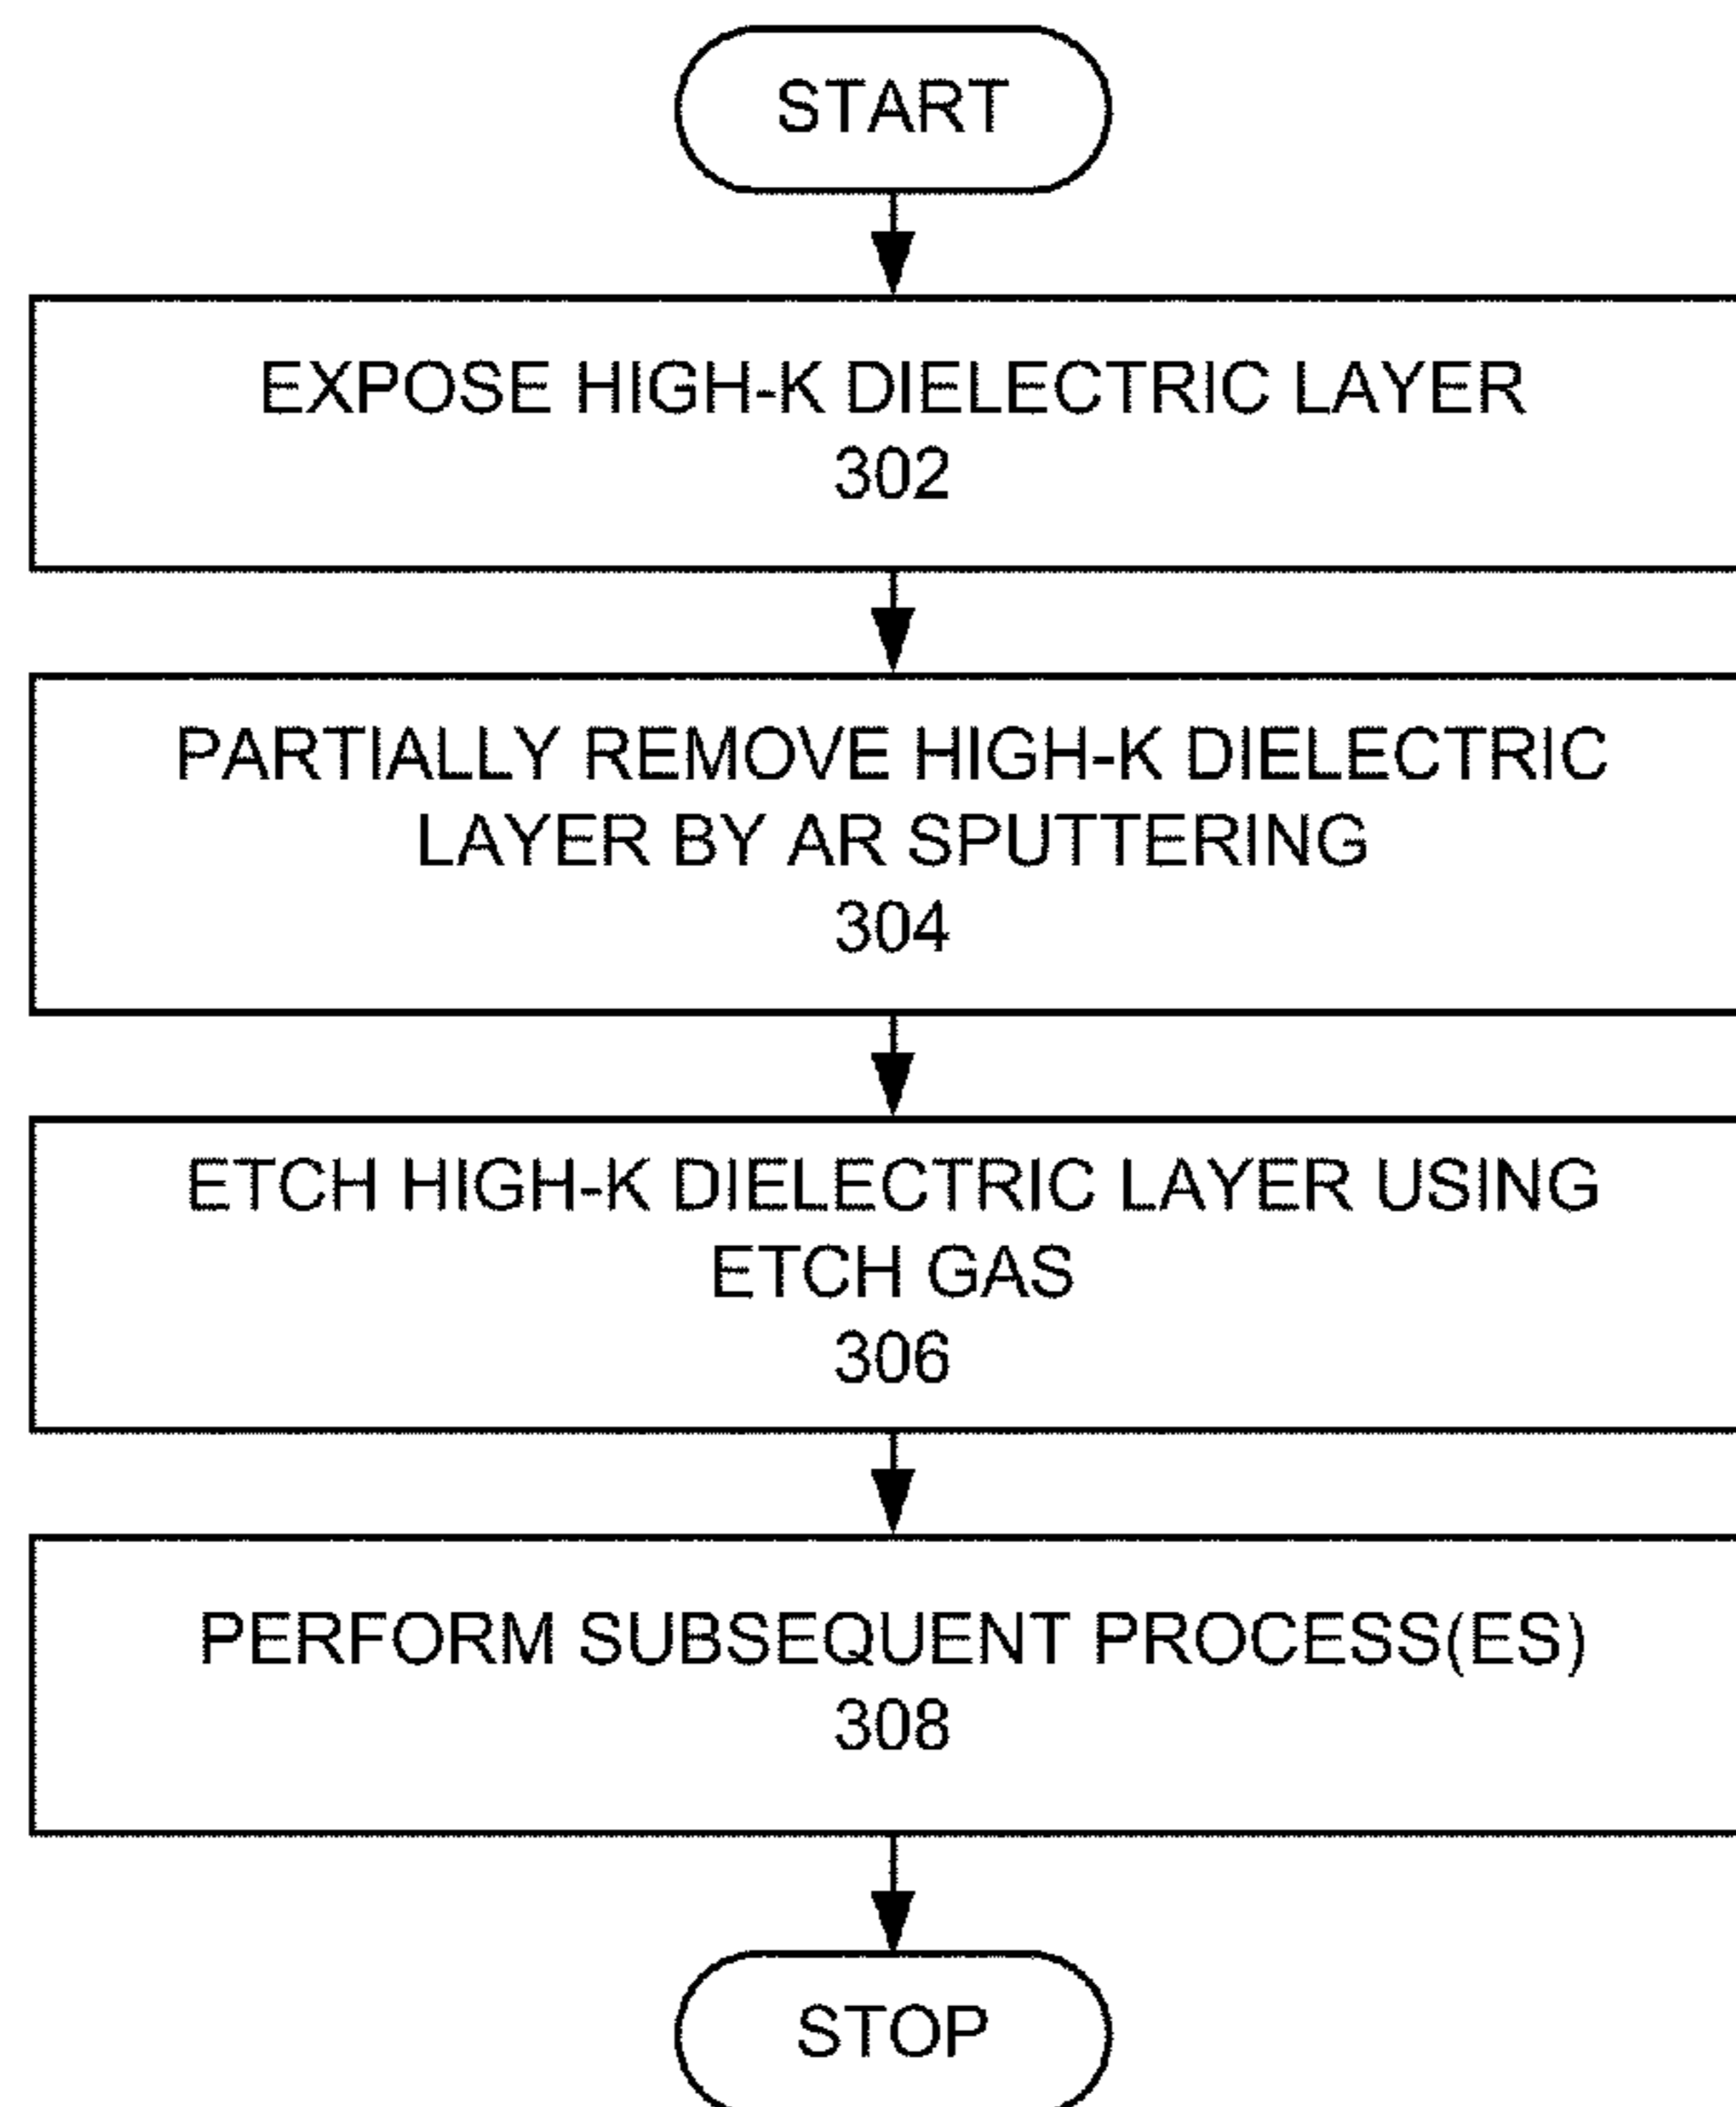 START
EXPOSE HIGH-K DIELECTRIC LAYER
302
PARTIALLY REMOVE HIGH-K DIELECTRIC
LAYER BY AR SPUTTERING
304
ETCH HIGH-K DIELECTRIC LAYER USING
ETCH GAS
306
PERFORM SUBSEQUENT PROCESS(ES)
308
STOP